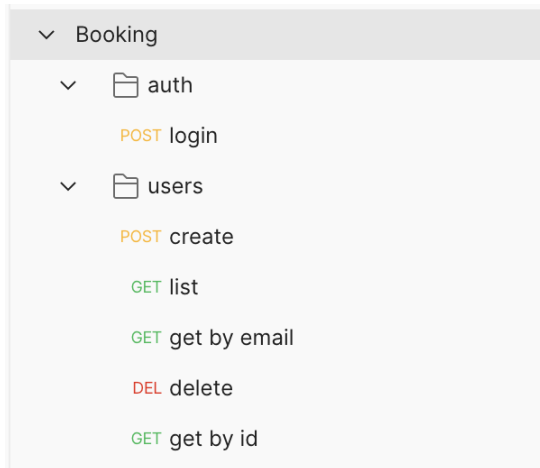 Booking
auth
POST login
users
POST create
GET list
GET get by email
DEL delete
GET get by id